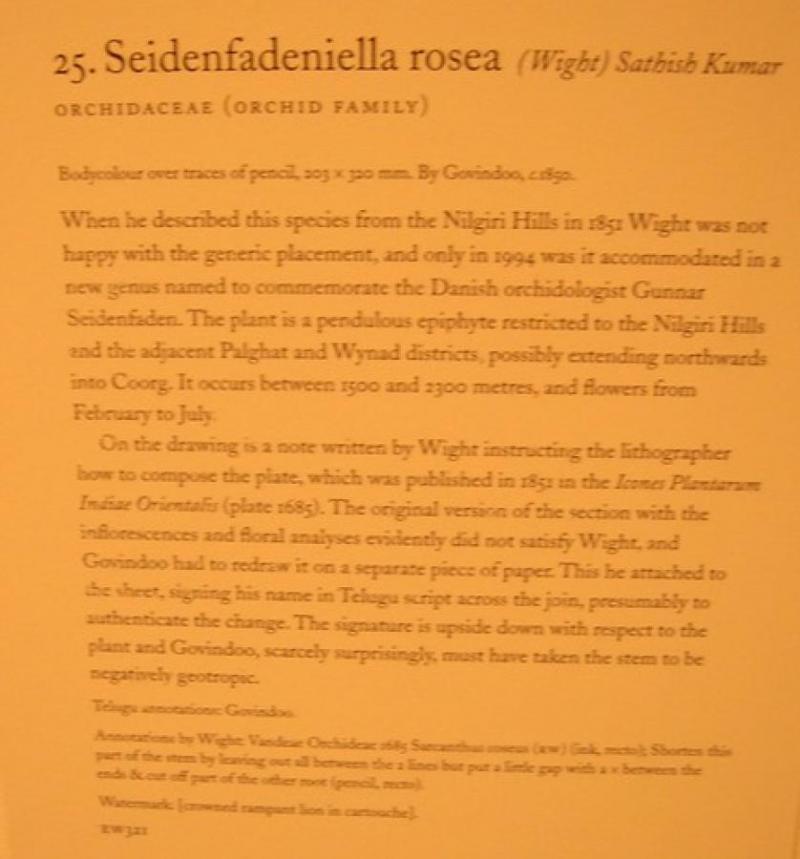 25. Seidenfadeniella rosea (Wight) Sathish Kumar
ORCHIDACEAE (ORCHID FAMILY)
Bodycolour over traces of pencil, 203 × 320 mm. By Govindoo, c.1850.
When he described this species from the Nilgiri Hills in 1851 Wight was not
happy with the generic placement, and only in 1994 was it accommodated in a
new genus named to commemorate the Danish orchidologist Gunnar
Seidenfaden. The plant is a pendulous epiphyte restricted to the Nilgiri Hills
and the adjacent Palghat and Wynad districts, possibly extending northwards
into Coorg. It occurs between 1500 and 2300 metres, and flowers from
February to July.
On the drawing is a note written by Wight instructing the lithographer
how to compose the plate, which was published in 1851 in the Icones Plantarum
Indiae Orientalis (plate 1685). The original version of the section with the
inflorescences and floral analyses evidently did not satisfy Wight, and
Govindoo had to redraw it on a separate piece of paper. This he attached to
the sheet, signing his name in Telugu script across the join, presumably to
authenticate the change. The signature is upside down with respect to the
plant and Govindoo, scarcely surprisingly, must have taken the stem to be
negatively geotropic.
Telugu annotations: Govindoo.
Annotations by Wight: Vandeae Orchideae 1685 Sarcanthus roseus (RW) (ink, recto); Shorten this
part of the stem by leaving out all between the 2 lines but put a little gap with a x between the
ends & cut off part of the other root (pencil, recto).
Watermark: [crowned rampant lion in cartouche].
RW321